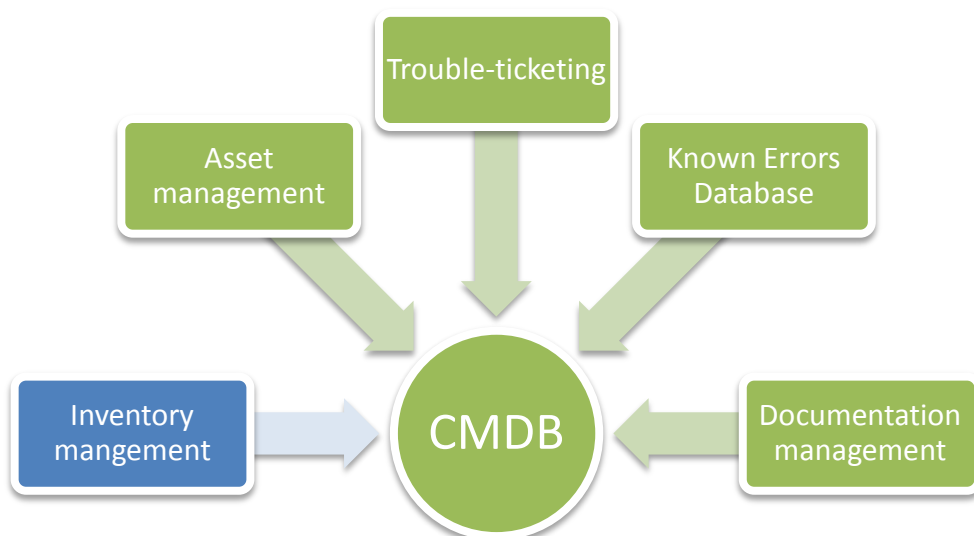 Trouble-ticketing
Asset
management
Known Errors
Database
Inventory
mangement
CMDB
Documentation
management